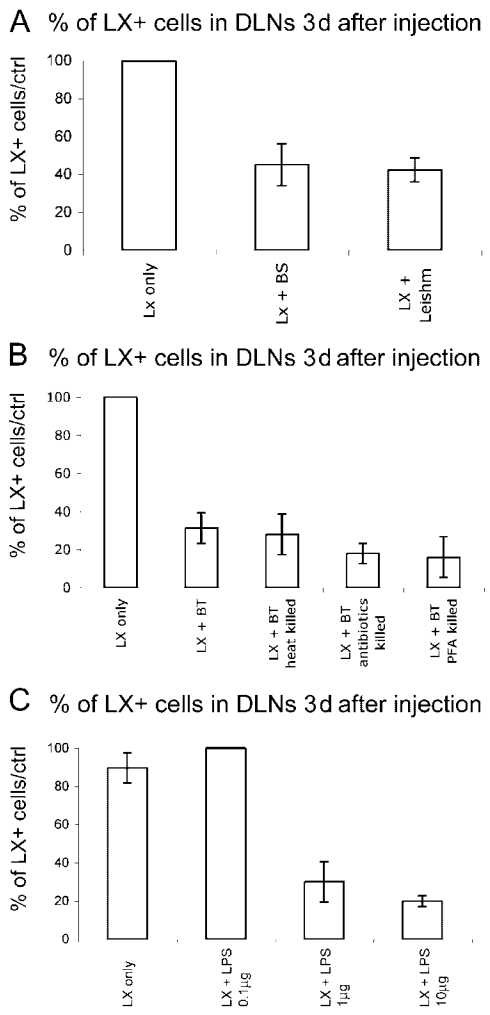 A % of LX+ cells in DLNs 3d after injection
% of LX+ cells/ctrl
100
80
60
40
20
0
Lx only
Lx + BS
LX +
Leishm
B % of LX+ cells in DLNs 3d after injection
% of LX+ cells/ctrl
100
80
60
40
20
0
LX only
LX + BT
LX + BT
heat killed
LX + BT
antibiotics
killed
LX + BT
PFA killed
C % of LX+ cells in DLNs 3d after injection
% of LX+ cells/ctrl
100
80
60
40
20
0
LX only
LX + LPS
0.1µg
LX + LPS
1µg
LX + LPS
10µg